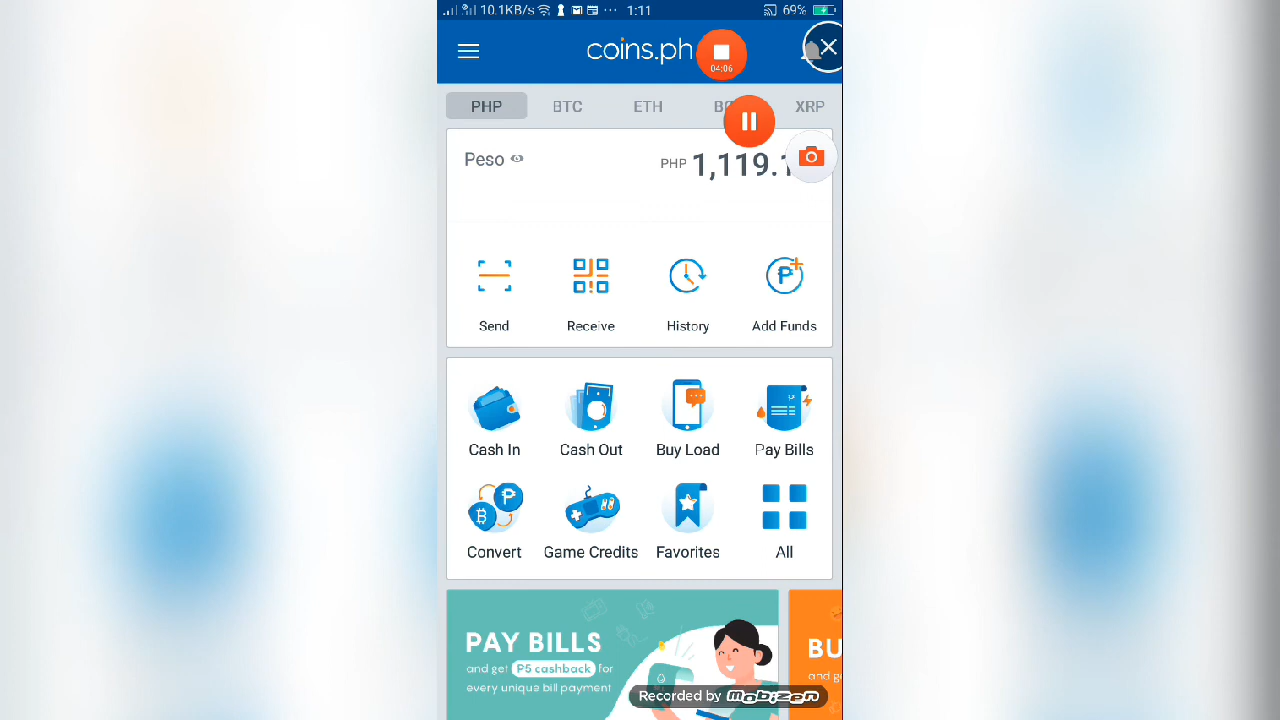 10.1KB/s ... 1:11 69%
coins.ph
04:06
PHP BTC ETH XRP
Peso PHP 1,119.1
Send Receive History Add Funds
Cash In Cash Out Buy Load Pay Bills
Convert Game Credits Favorites All
PAY BILLS
and get P5 cashback for
every unique bill payment
BU
and ge
Recorded by mobizen